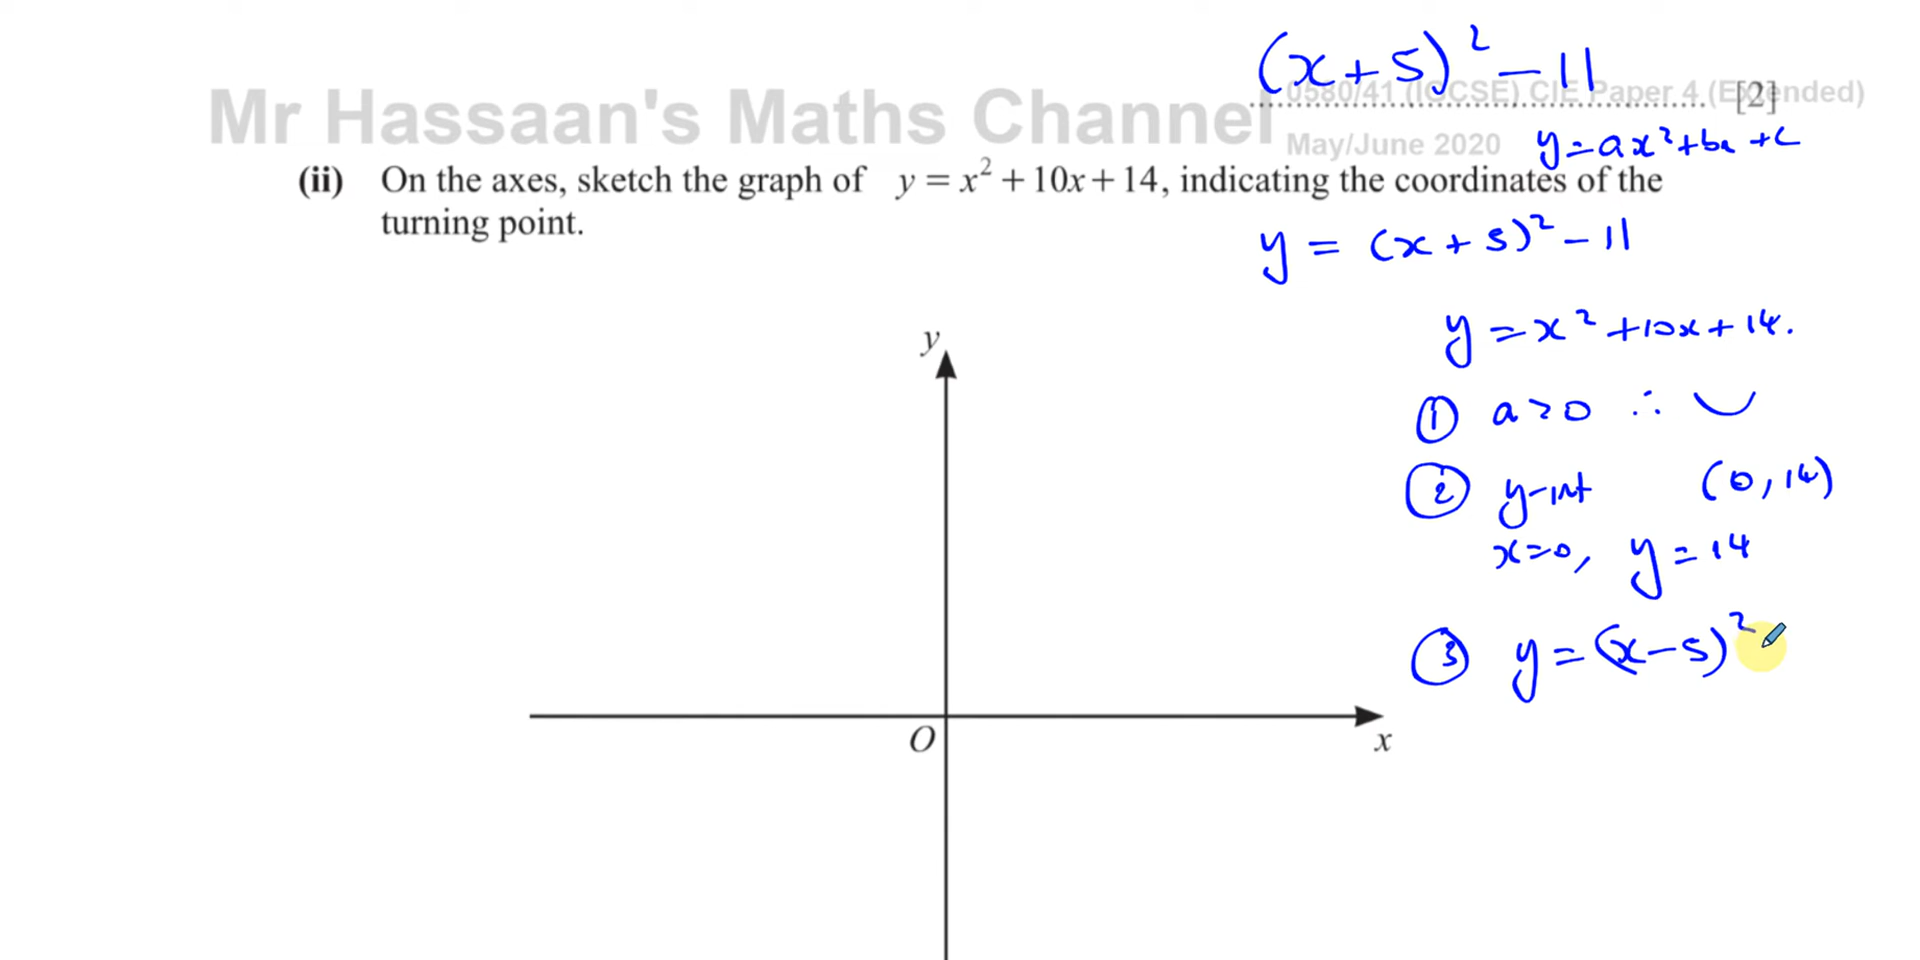 (x+5)² − 11
Mr Hassaan's Maths Channel
0580/41 (IGCSE) CIE Paper 4 (Extended)
[2]
May/June 2020
y=ax²+bx+c
(ii) On the axes, sketch the graph of y = x² + 10x + 14, indicating the coordinates of the
turning point.
y = (x+5)² − 11
y = x² + 10x + 14.
① a>0 ∴
② y-int (0, 14)
x=0, y=14
③ y=(x−5)²
y
O
x